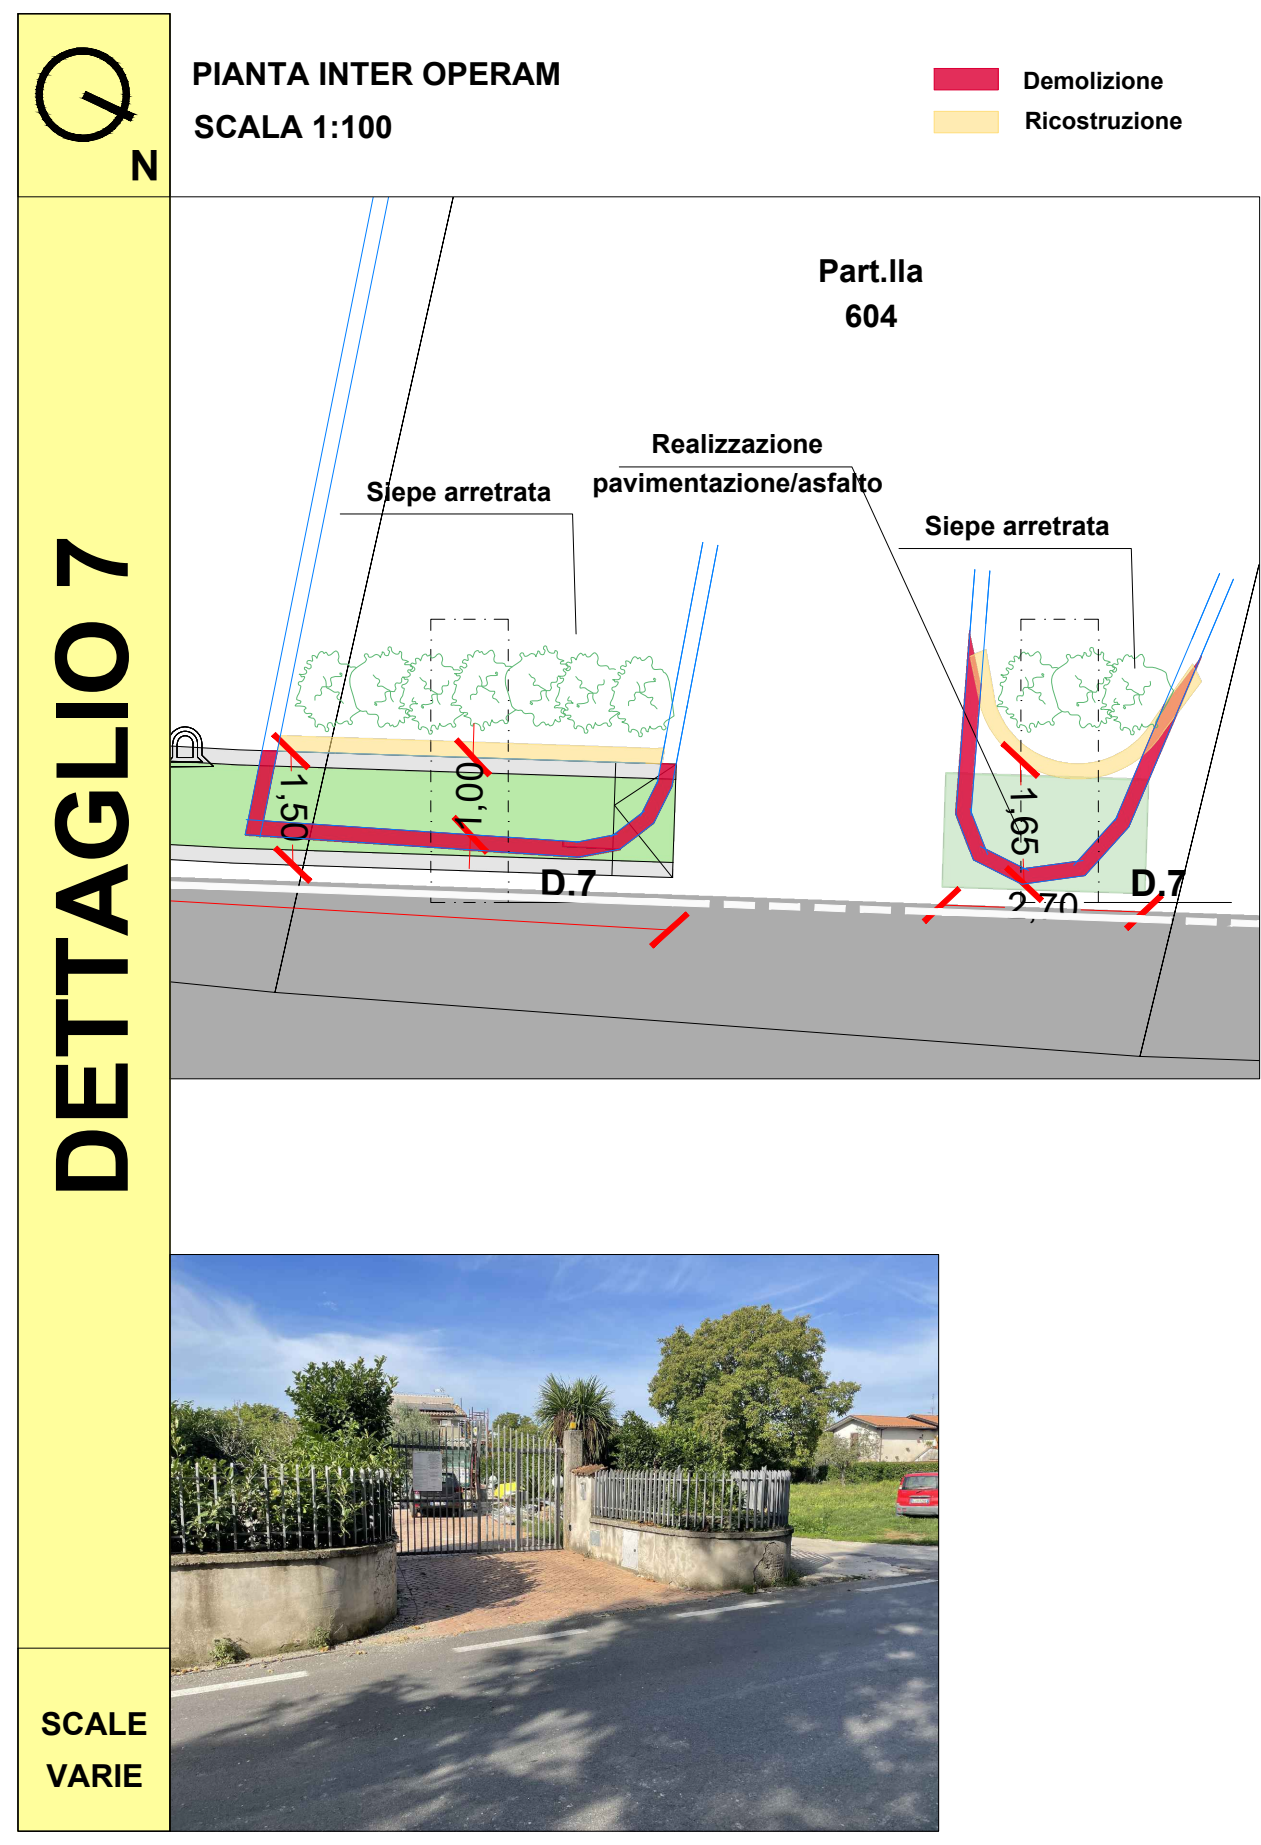 N
PIANTA INTER OPERAM
SCALA 1:100
Demolizione
Ricostruzione
DETTAGLIO 7
Part.lla
604
Realizzazione
pavimentazione/asfalto
Siepe arretrata
Siepe arretrata
1,50
1,00
1,65
D.7
D.7
2,70
SCALE
VARIE